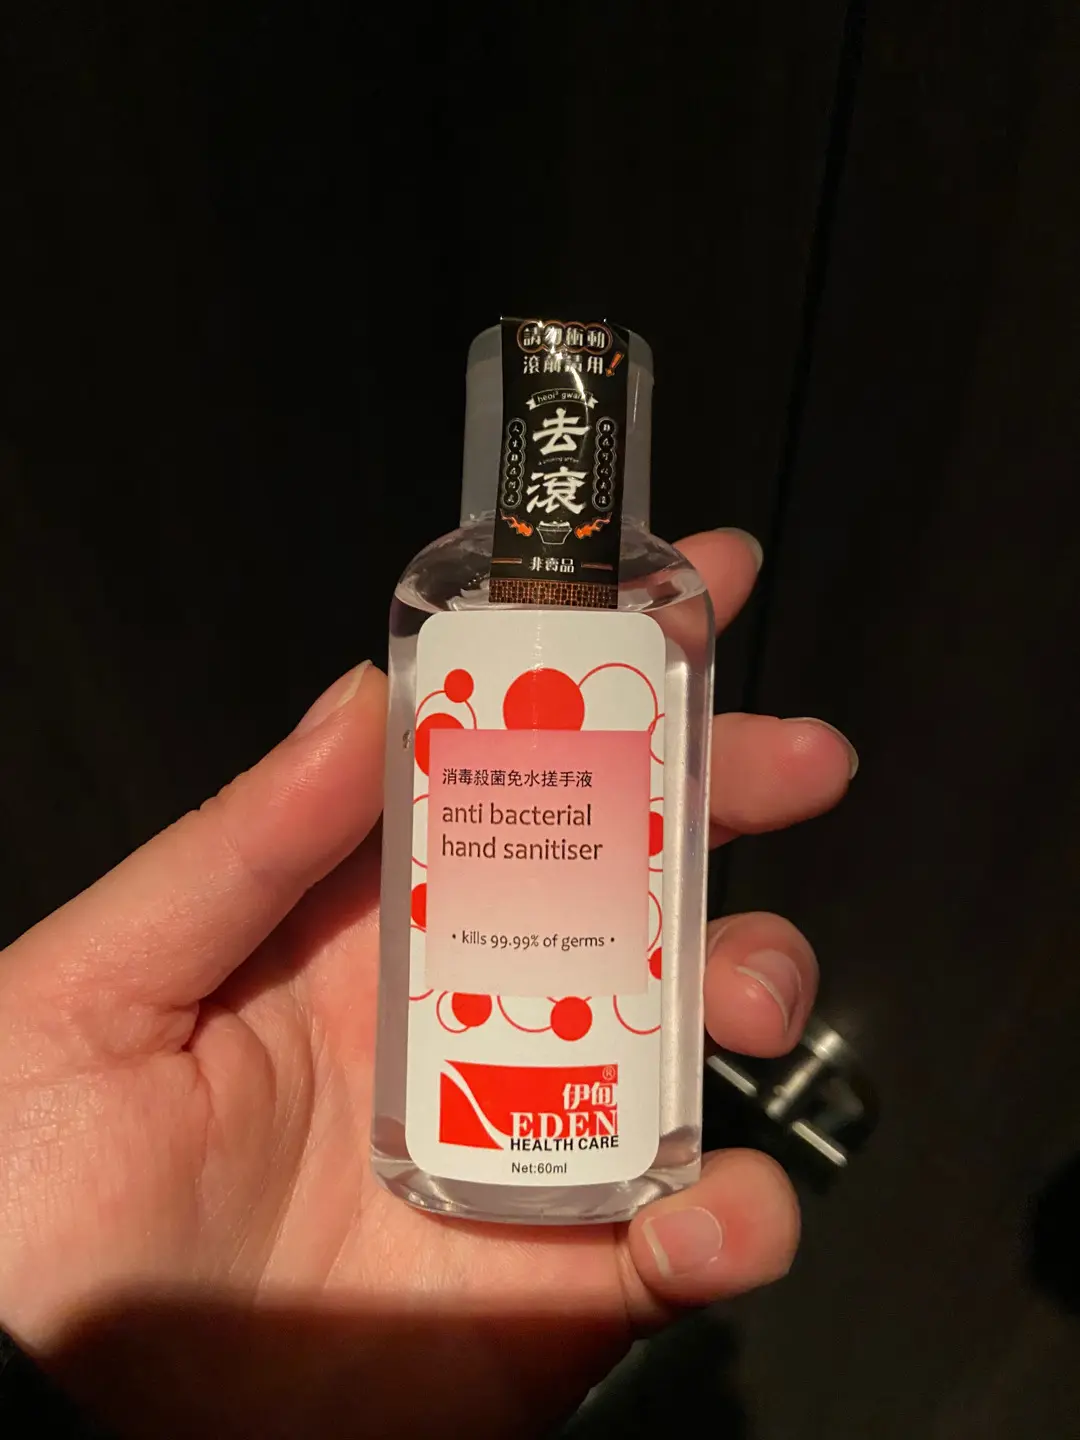 請勿衝動
滾前請用!
heoi³ gwan²
去
滾
非賣品
消毒殺菌免水搓手液
anti bacterial
hand sanitiser
• kills 99.99% of germs •
伊甸®
EDEN
HEALTH CARE
Net:60ml